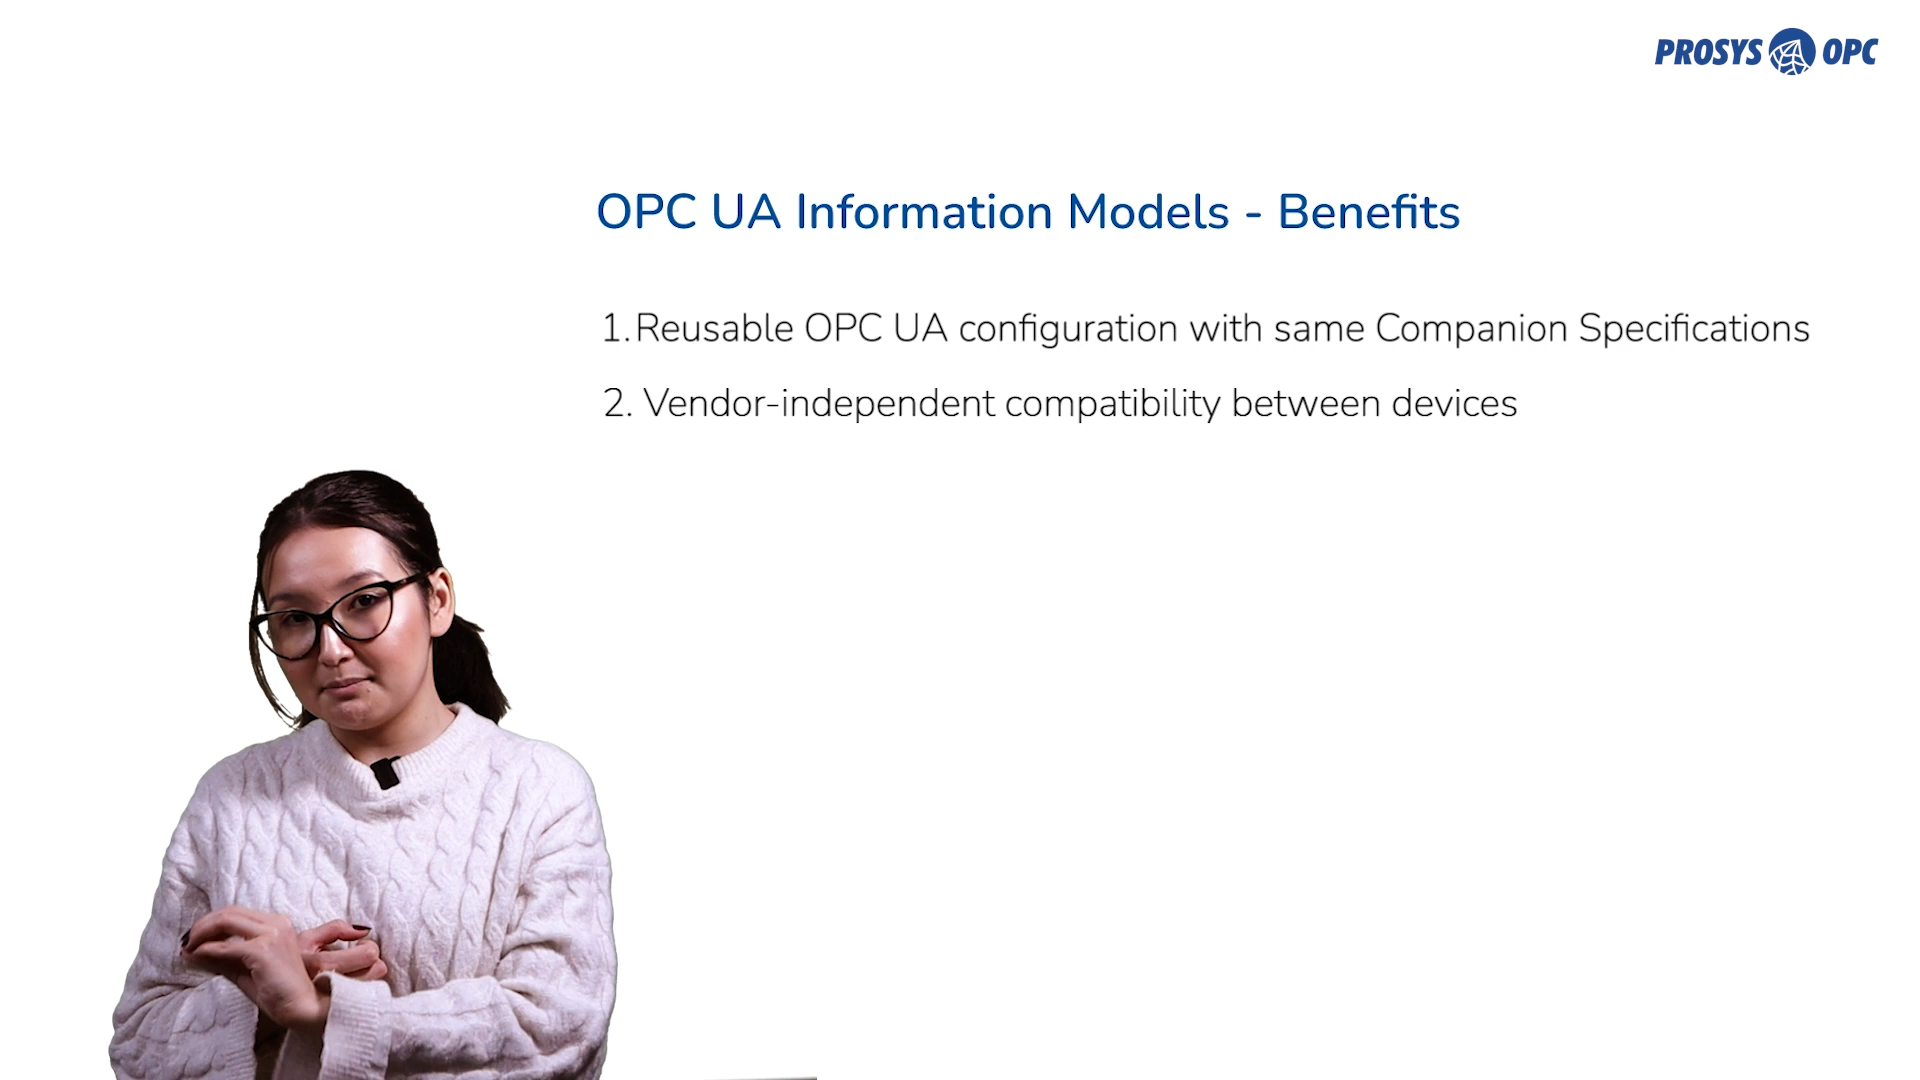 PROSYS OPC
OPC UA Information Models - Benefits
1. Reusable OPC UA configuration with same Companion Specifications
2. Vendor-independent compatibility between devices